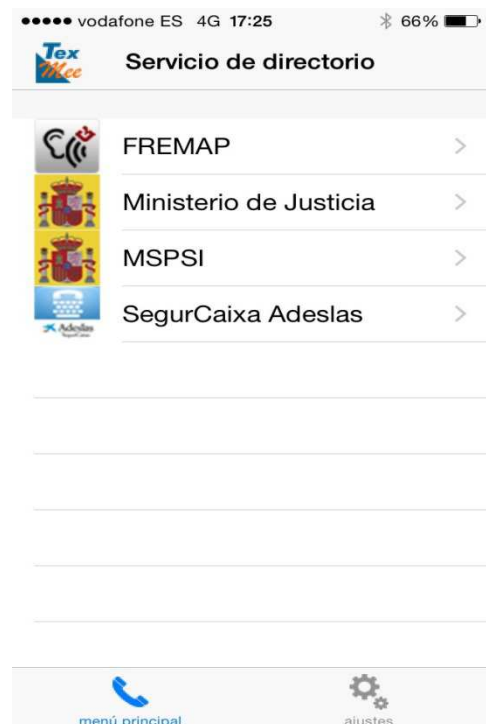 vodafone ES 4G 17:25 66%
Tex
Mee
Servicio de directorio
FREMAP
Ministerio de Justicia
MSPSI
SegurCaixa Adeslas
Adeslas
SegurCaixa
menú principal
ajustes